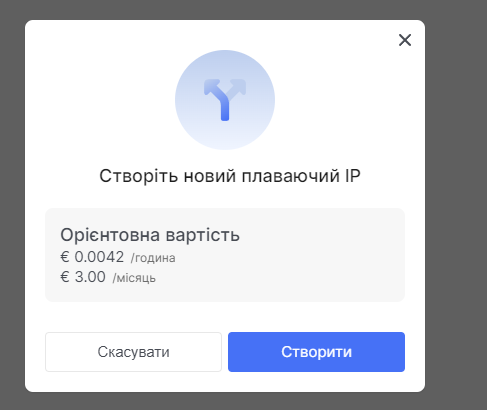 Створіть новий плаваючий IP
Орієнтовна вартість
€ 0.0042 /година
€ 3.00 /місяць
Скасувати
Створити